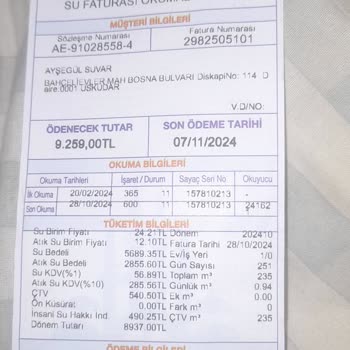 SU FATURASI OKUMA
MÜŞTERİ BİLGİLERİ
Sözleşme Numarası Fatura Numarası
AE-91028558-4 2982505101
AYŞEGÜL SUVAR
BAHÇELİEVLER MAH BOSNA BULVARI DiskapiNo: 114 D
aire:0001 ÜSKÜDAR
V.D/NO:
ÖDENECEK TUTAR SON ÖDEME TARİHİ
9.259,00TL 07/11/2024
OKUMA BİLGİLERİ
Okuma Tarihleri İşaret / Durum Sayaç Seri No Okuyucu
İlk Okuma 20/02/2024 365 11 157810213 -
Son Okuma 28/10/2024 600 11 157810213 24162
TÜKETİM BİLGİLERİ
Su Birim Fiyatı 24.21TL Dönem 202410
Atık Su Birim Fiyatı 12.10TL Fatura Tarihi 28/10/2024
Su Bedeli 5689.35TL Ev/İş Yeri 1/0
Atık Su Bedeli 2855.60TL Gün Sayısı 251
Su KDV(%1) 56.89TL Toplam m³ 235
Atık Su KDV(%10) 285.56TL Günlük m³ 0.94
ÇTV 540.50TL Ek m³ 0.00
Ön Küsürat 0.00TL Fark m³ 0
İnsani Su Hakkı İnd. 490.25TL ÇTV m³ 235
Dönem Tutarı 8937.00TL
ÖDEME BİLGİLERİ